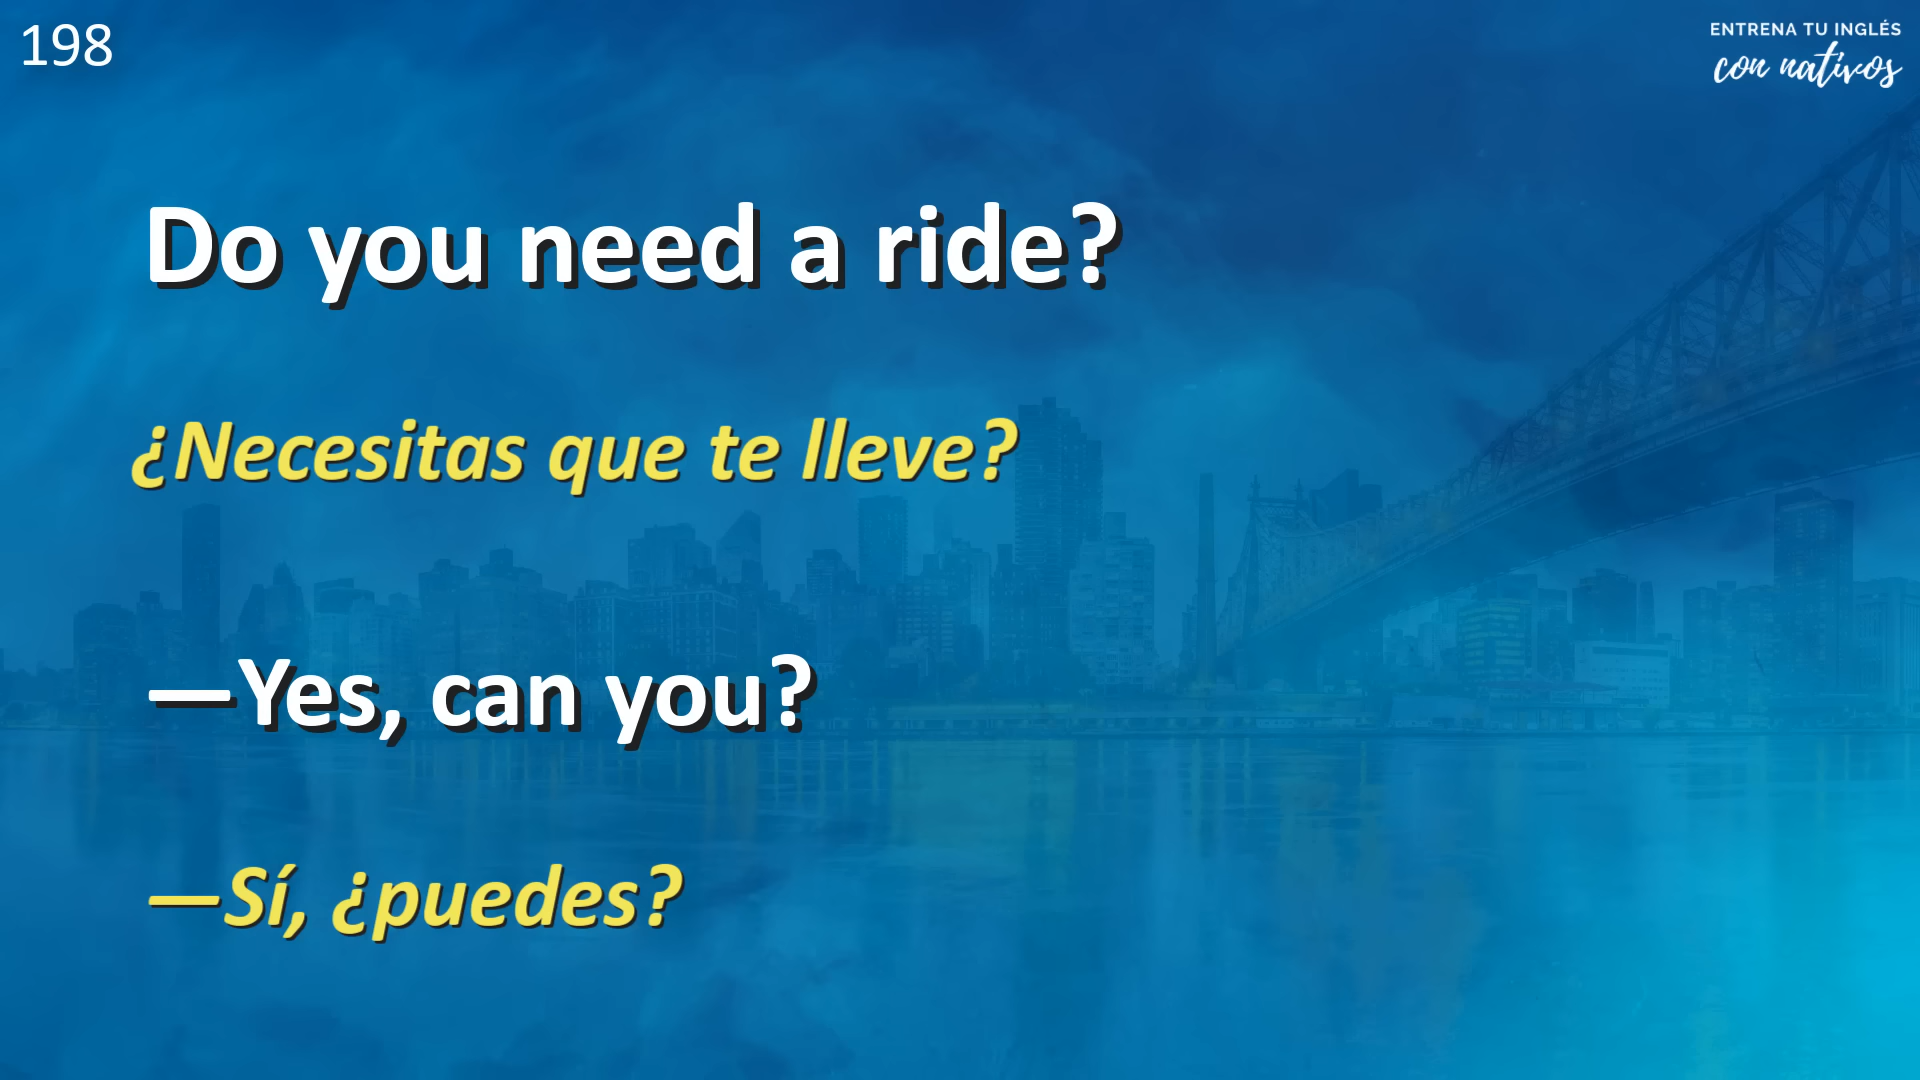 198
ENTRENA TU INGLÉS
con nativos
Do you need a ride?
¿Necesitas que te lleve?
—Yes, can you?
—Sí, ¿puedes?